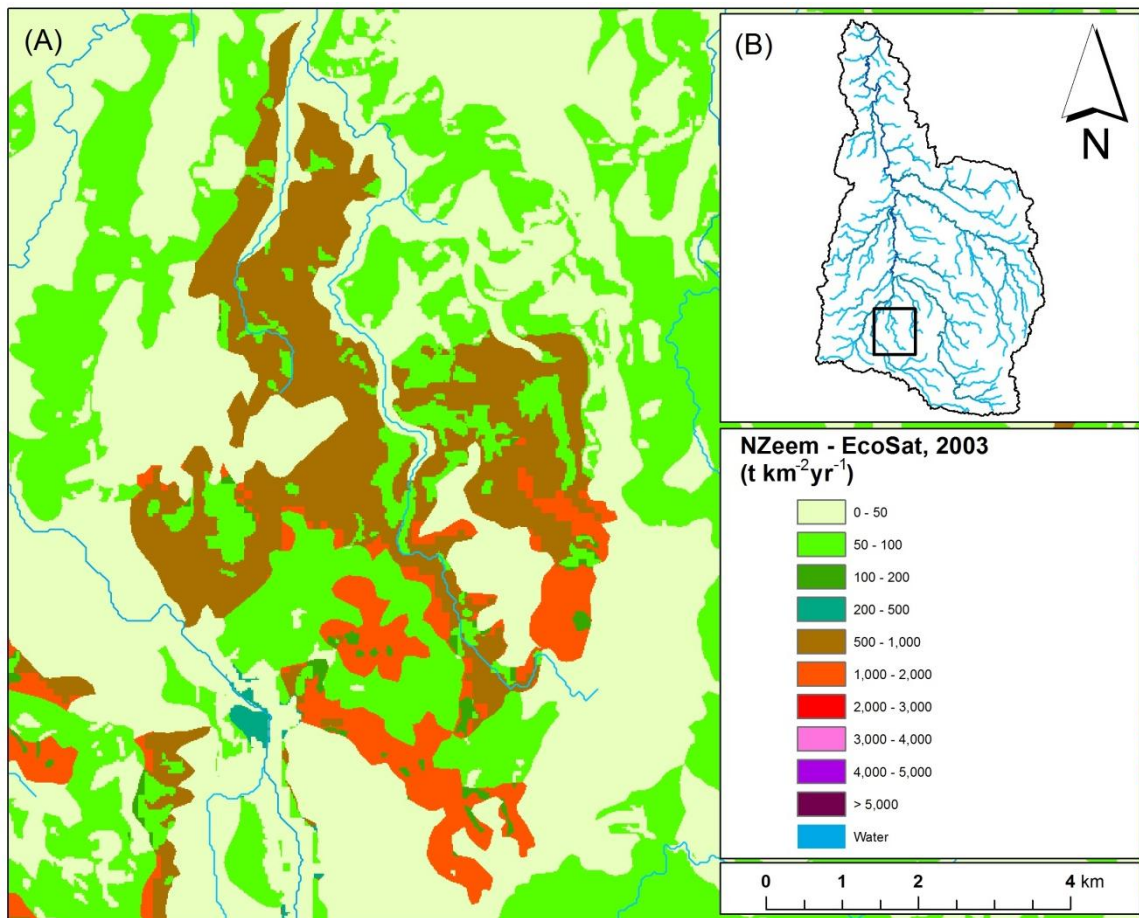 (A)
(B)
N
NZeem - EcoSat, 2003
(t km⁻²yr⁻¹)
0 - 50
50 - 100
100 - 200
200 - 500
500 - 1,000
1,000 - 2,000
2,000 - 3,000
3,000 - 4,000
4,000 - 5,000
> 5,000
Water
0 1 2 4 km